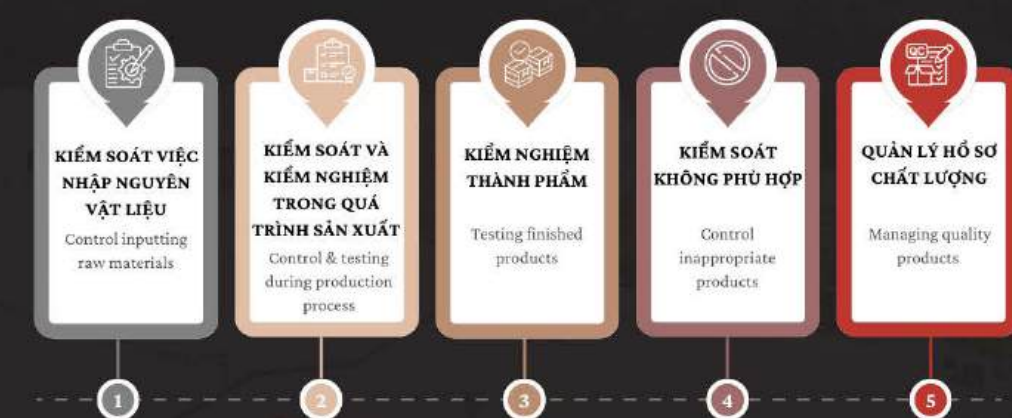 KIỂM SOÁT VIỆC
NHẬP NGUYÊN
VẬT LIỆU
Control inputting
raw materials
1
KIỂM SOÁT VÀ
KIỂM NGHIỆM
TRONG QUÁ
TRÌNH SẢN XUẤT
Control & testing
during production
process
2
KIỂM NGHIỆM
THÀNH PHẨM
Testing finished
products
3
KIỂM SOÁT
KHÔNG PHÙ HỢP
Control
inappropriate
products
4
QC
QUẢN LÝ HỒ SƠ
CHẤT LƯỢNG
Managing quality
products
5